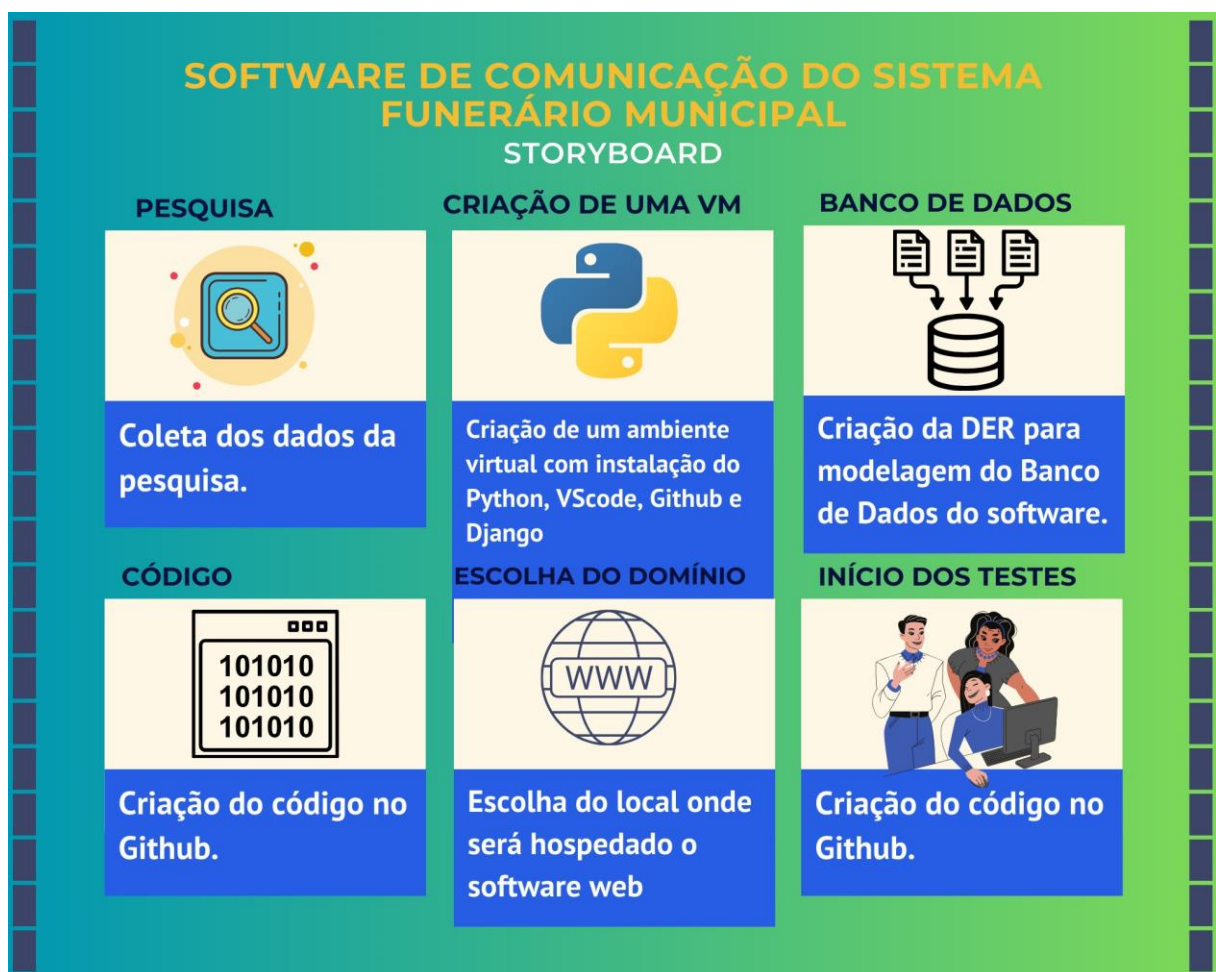 SOFTWARE DE COMUNICAÇÃO DO SISTEMA
FUNERÁRIO MUNICIPAL
STORYBOARD
PESQUISA
Coleta dos dados da
pesquisa.
CRIAÇÃO DE UMA VM
Criação de um ambiente
virtual com instalação do
Python, VScode, Github e
Django
BANCO DE DADOS
Criação da DER para
modelagem do Banco
de Dados do software.
CÓDIGO
101010
101010
101010
Criação do código no
Github.
ESCOLHA DO DOMÍNIO
WWW
Escolha do local onde
será hospedado o
software web
INÍCIO DOS TESTES
Criação do código no
Github.